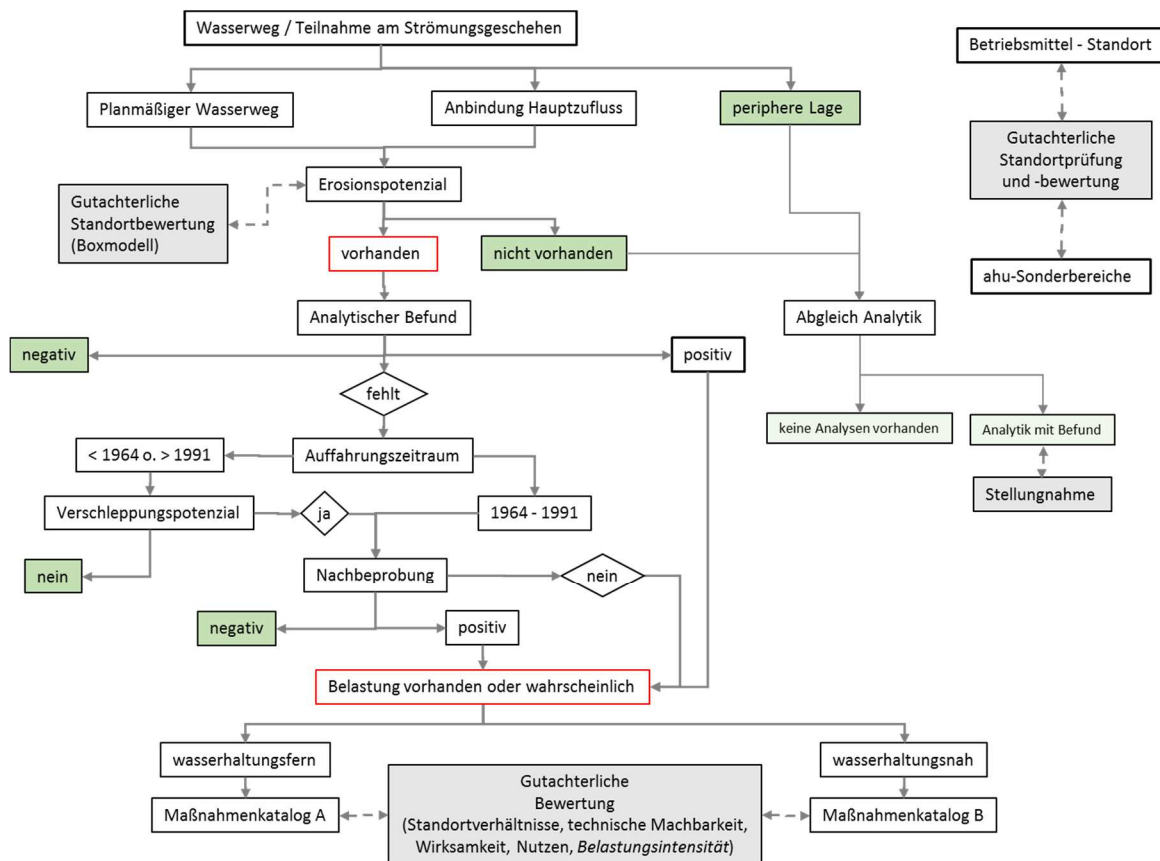 Wasserweg / Teilnahme am Strömungsgeschehen
Betriebsmittel - Standort
Planmäßiger Wasserweg
Anbindung Hauptzufluss
periphere Lage
Gutachterliche
Standortprüfung
und -bewertung
Erosionspotenzial
Gutachterliche
Standortbewertung
(Boxmodell)
vorhanden
nicht vorhanden
ahu-Sonderbereiche
Analytischer Befund
Abgleich Analytik
negativ
positiv
fehlt
keine Analysen vorhanden
Analytik mit Befund
< 1964 o. > 1991
Auffahrungszeitraum
Stellungnahme
Verschleppungspotenzial
ja
1964 - 1991
nein
Nachbeprobung
nein
negativ
positiv
Belastung vorhanden oder wahrscheinlich
wasserhaltungsfern
wasserhaltungsnah
Maßnahmenkatalog A
Gutachterliche
Bewertung
(Standortverhältnisse, technische Machbarkeit,
Wirksamkeit, Nutzen, Belastungsintensität)
Maßnahmenkatalog B